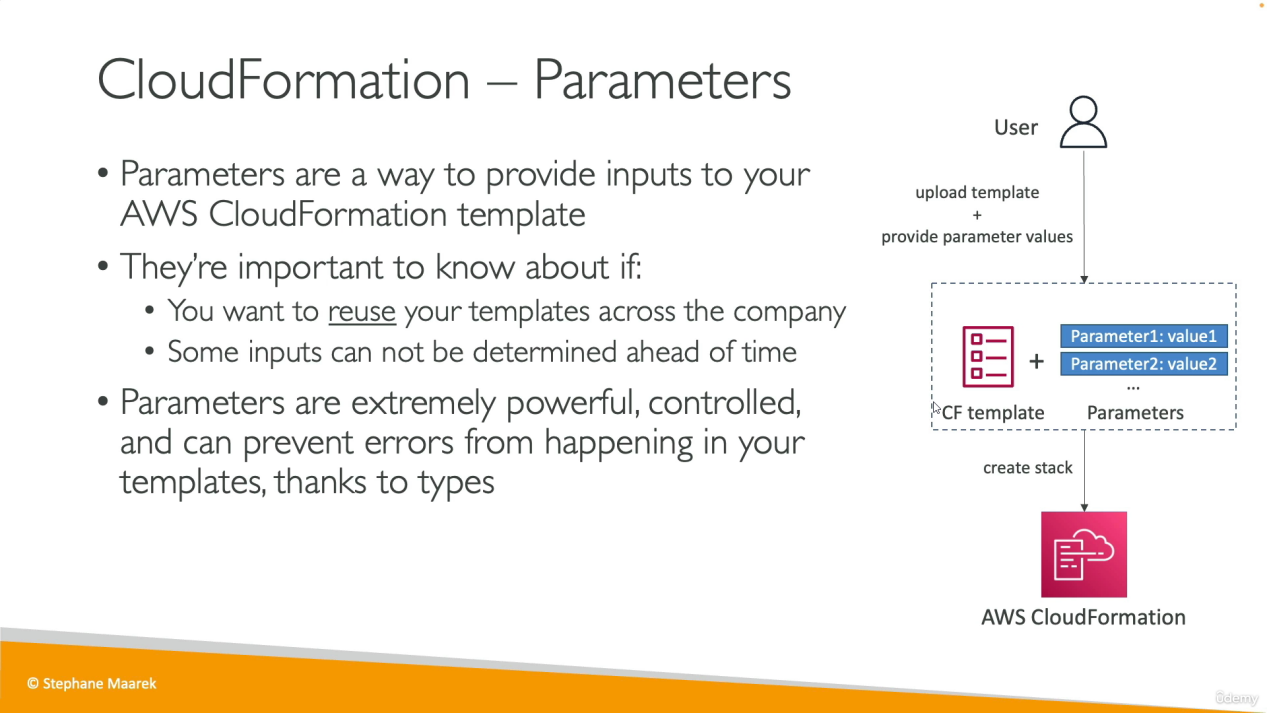 CloudFormation – Parameters
• Parameters are a way to provide inputs to your
AWS CloudFormation template
• They're important to know about if:
• You want to reuse your templates across the company
• Some inputs can not be determined ahead of time
• Parameters are extremely powerful, controlled,
and can prevent errors from happening in your
templates, thanks to types
User
upload template
+
provide parameter values
+
Parameter1: value1
Parameter2: value2
...
CF template
Parameters
create stack
AWS CloudFormation
© Stephane Maarek
ûdemy